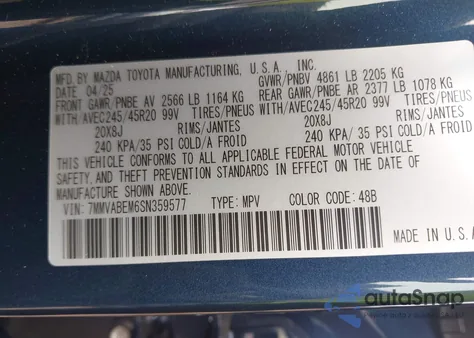 MFD. BY MAZDA TOYOTA MANUFACTURING, U.S.A., INC.
DATE 04/25 GVWR/PNBV 4861 LB 2205 KG
FRONT GAWR/PNBE AV 2566 LB 1164 KG REAR GAWR/PNBE AR 2377 LB 1078 KG
WITH/AVEC245/45R20 99V TIRES/PNEUS WITH/AVEC245/45R20 99V TIRES/PNEUS
20X8J RIMS/JANTES 20X8J RIMS/JANTES
240 KPA/35 PSI COLD/A FROID 240 KPA/35 PSI COLD/A FROID
THIS VEHICLE CONFORMS TO ALL APPLICABLE FEDERAL MOTOR VEHICLE
SAFETY,AND THEFT PREVENTION STANDARDS IN EFFECT ON THE DATE OF
MANUFACTURE SHOWN ABOVE.
VIN: 7MMVABEM6SN359577 TYPE: MPV COLOR CODE: 48B
MADE IN U.S.A
autoSnap